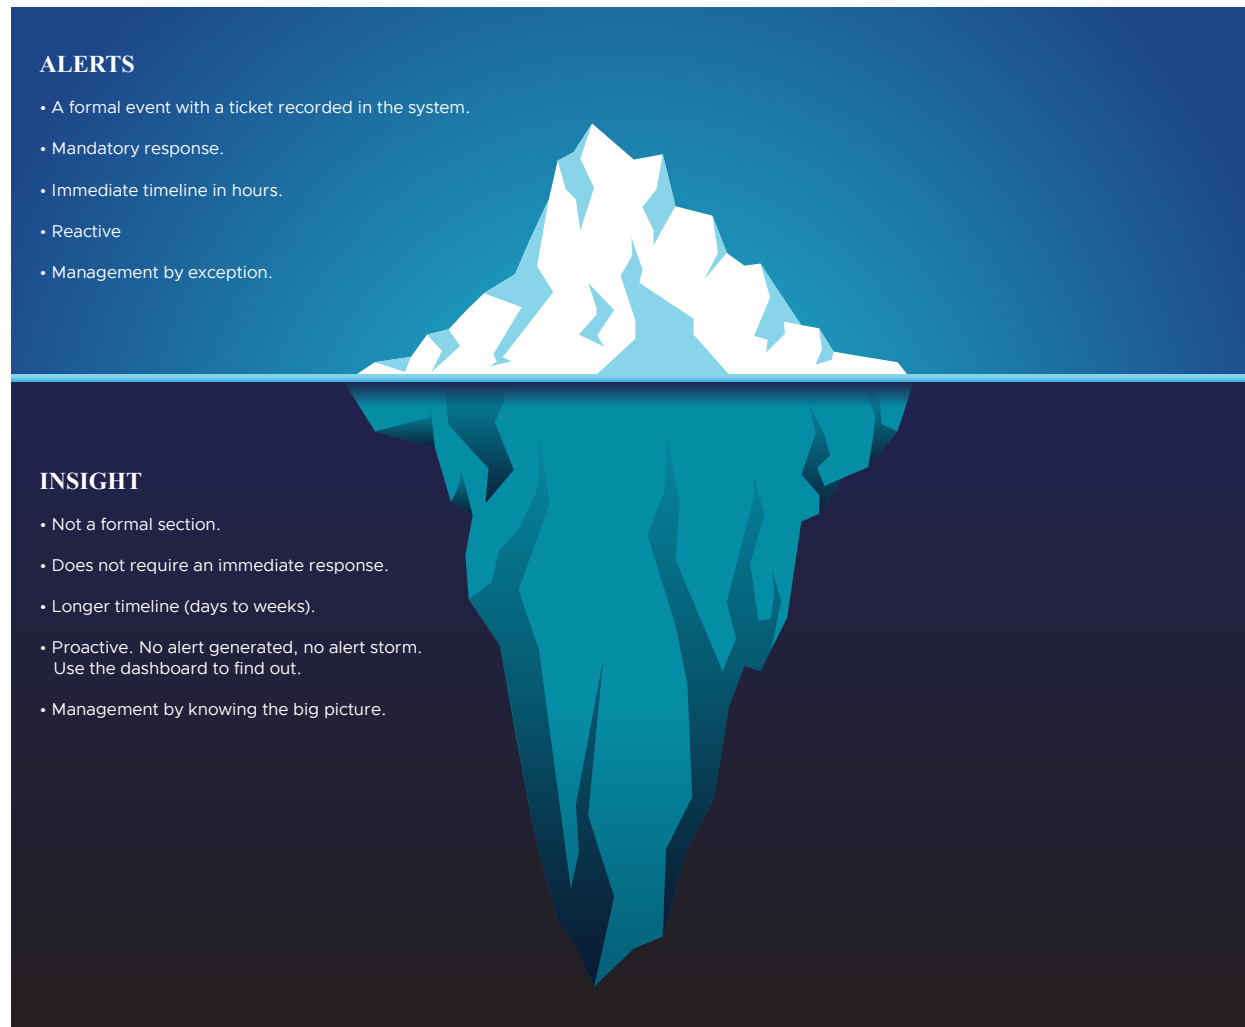 ALERTS
• A formal event with a ticket recorded in the system.
• Mandatory response.
• Immediate timeline in hours.
• Reactive
• Management by exception.
INSIGHT
• Not a formal section.
• Does not require an immediate response.
• Longer timeline (days to weeks).
• Proactive. No alert generated, no alert storm.
Use the dashboard to find out.
• Management by knowing the big picture.